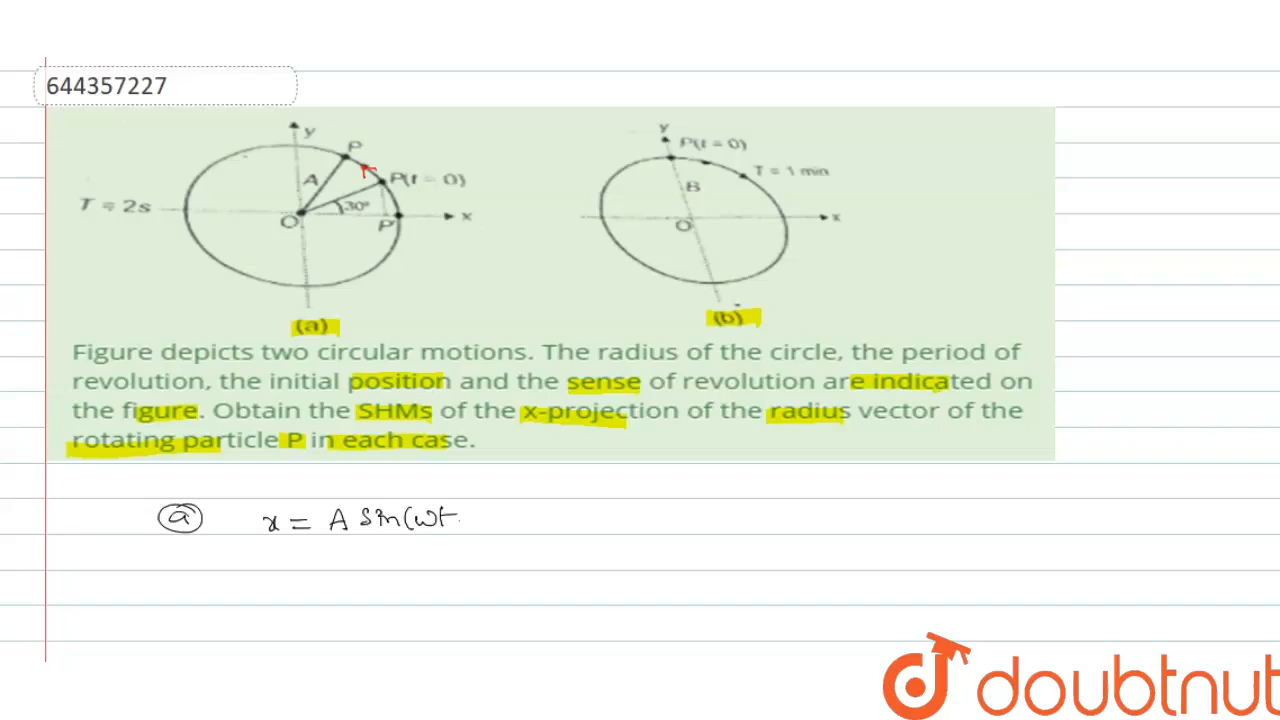 644357227
y
P
A
P(t = 0)
30°
T = 2s
O
P
x
(a)
y
P(t = 0)
T = 1 min
B
O
x
(b)
Figure depicts two circular motions. The radius of the circle, the period of
revolution, the initial position and the sense of revolution are indicated on
the figure. Obtain the SHMs of the x-projection of the radius vector of the
rotating particle P in each case.
a x = A sin(ωt
doubtnut